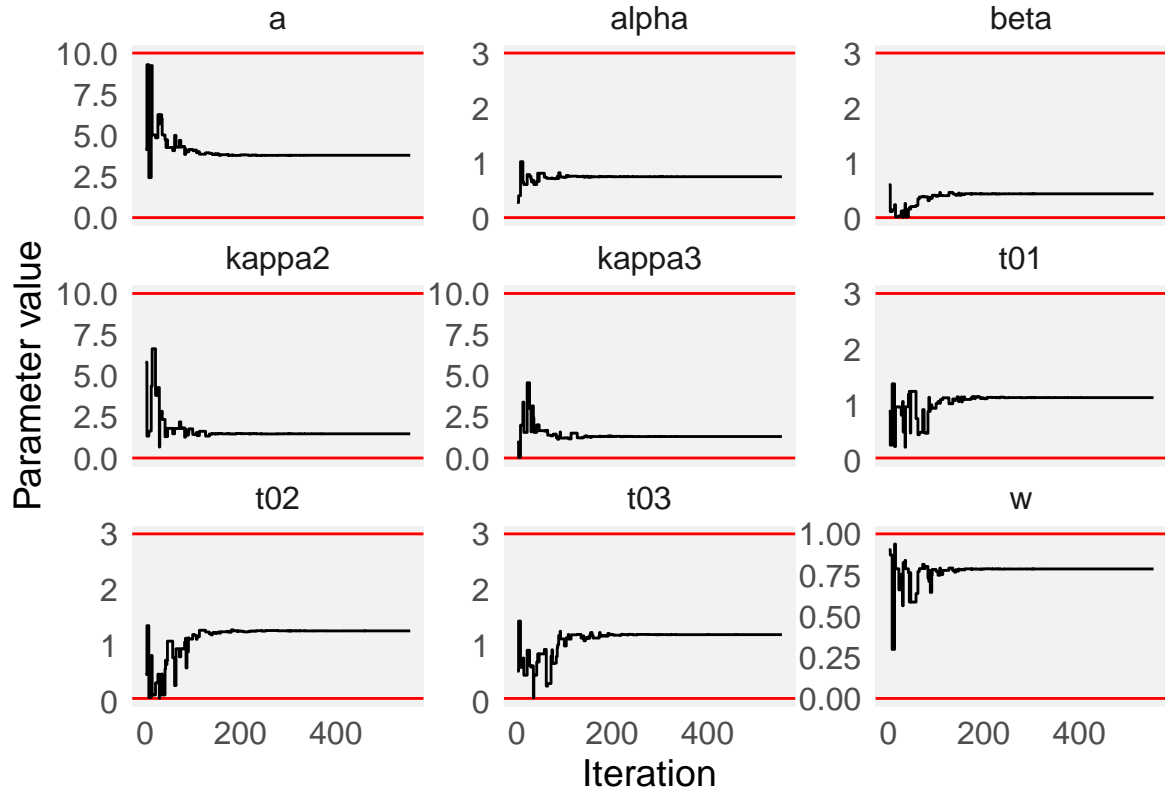 a alpha beta
10.0 3 3
7.5 2 2
5.0
2.5 1 1
0.0 0 0
kappa2 kappa3 t01
10.0 10.0 3
7.5 7.5 2
5.0 5.0
2.5 2.5 1
0.0 0.0 0
t02 t03 w
3 3 1.00
2 2 0.75
0.50
1 1 0.25
0 0 0.00
0 200 400 0 200 400 0 200 400
Iteration
Parameter value